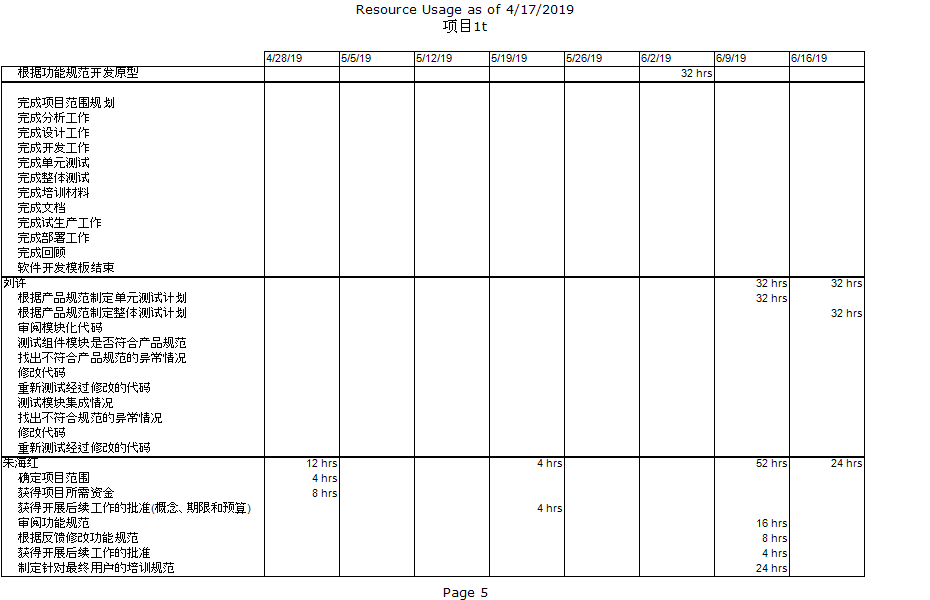 Resource Usage as of 4/17/2019
项目1t
4/28/19 5/5/19 5/12/19 5/19/19 5/26/19 6/2/19 6/9/19 6/16/19
根据功能规范开发原型 32 hrs
完成项目范围规划
完成分析工作
完成设计工作
完成开发工作
完成单元测试
完成整体测试
完成培训材料
完成文档
完成试生产工作
完成部署工作
完成回顾
软件开发模板结束
刘许 32 hrs 32 hrs
根据产品规范制定单元测试计划 32 hrs
根据产品规范制定整体测试计划 32 hrs
审阅模块化代码
测试组件模块是否符合产品规范
找出不符合产品规范的异常情况
修改代码
重新测试经过修改的代码
测试模块集成情况
找出不符合规范的异常情况
修改代码
重新测试经过修改的代码
朱海红 12 hrs 4 hrs 52 hrs 24 hrs
确定项目范围 4 hrs
获得项目所需资金 8 hrs
获得开展后续工作的批准(概念、期限和预算) 4 hrs
审阅功能规范 16 hrs
根据反馈修改功能规范 8 hrs
获得开展后续工作的批准 4 hrs
制定针对最终用户的培训规范 24 hrs
Page 5